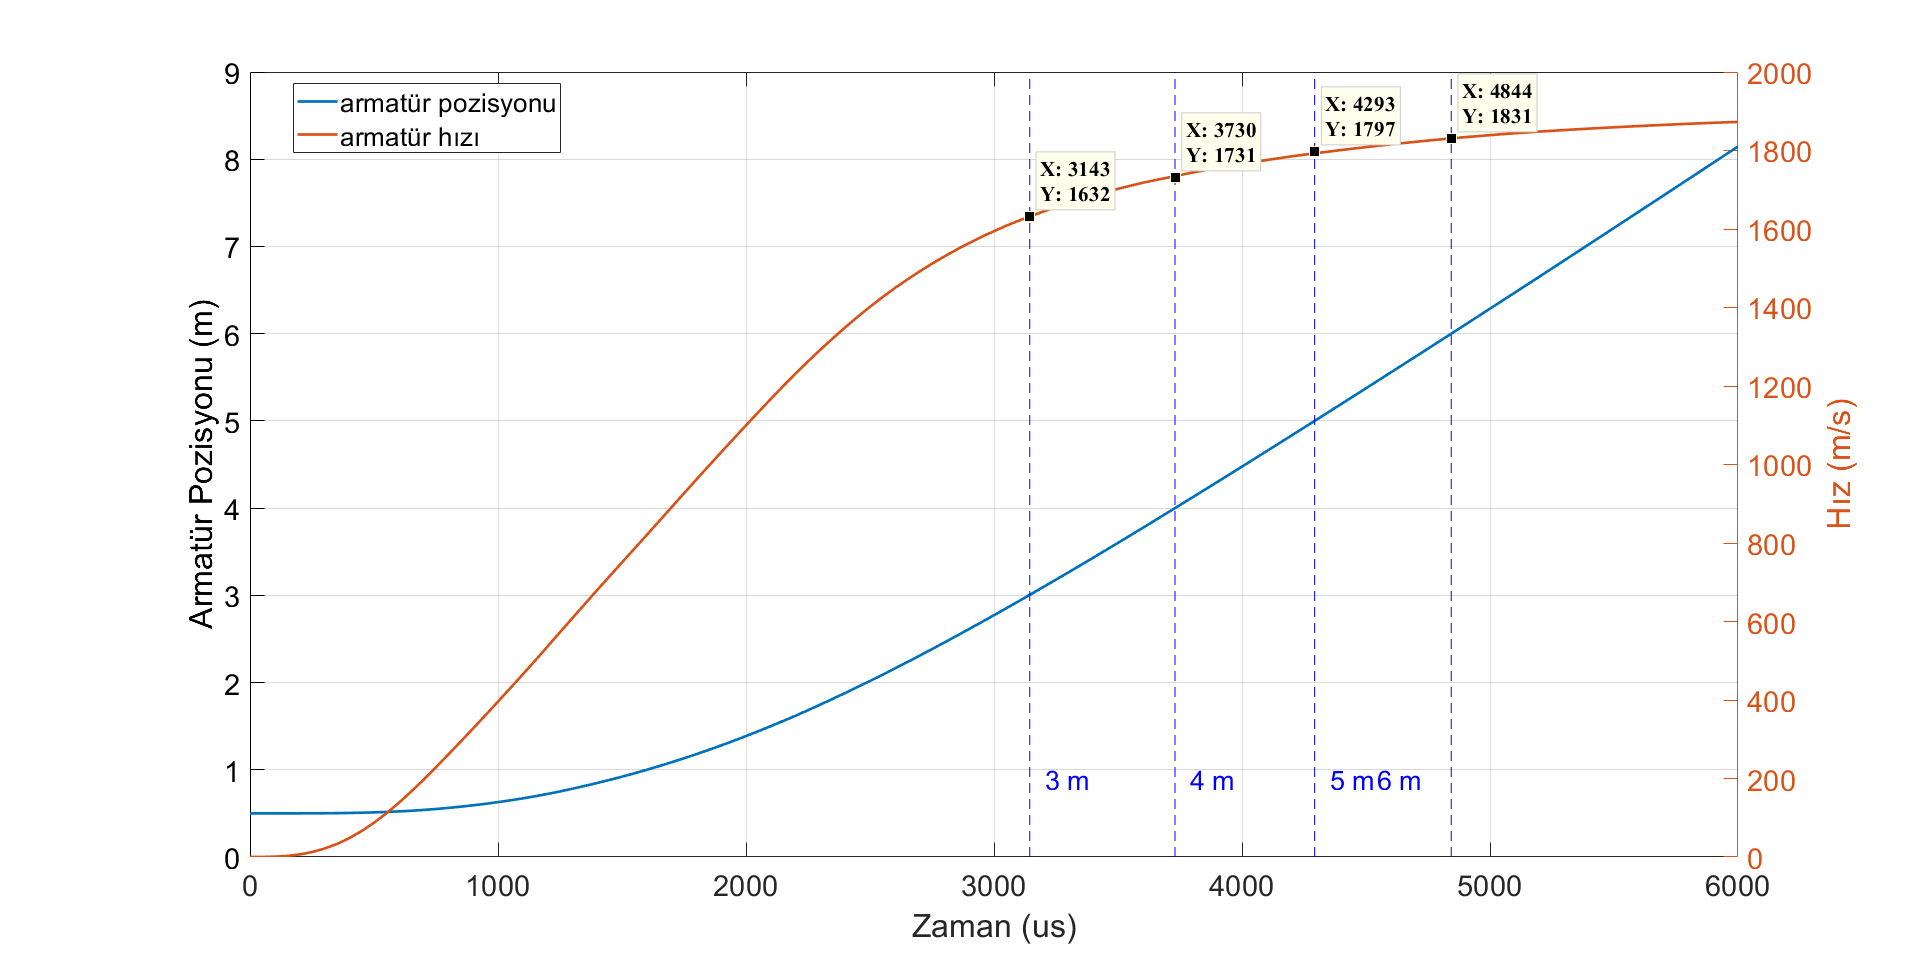 armatür pozisyonu
armatür hızı
X: 3143
Y: 1632
X: 3730
Y: 1731
X: 4293
Y: 1797
X: 4844
Y: 1831
Armatür Pozisyonu (m)
9
8
7
6
5
4
3
2
1
0
2000
1800
1600
1400
1200
1000
800
600
400
200
0
Hız (m/s)
3 m
4 m
5 m
6 m
0
1000
2000
3000
4000
5000
6000
Zaman (us)